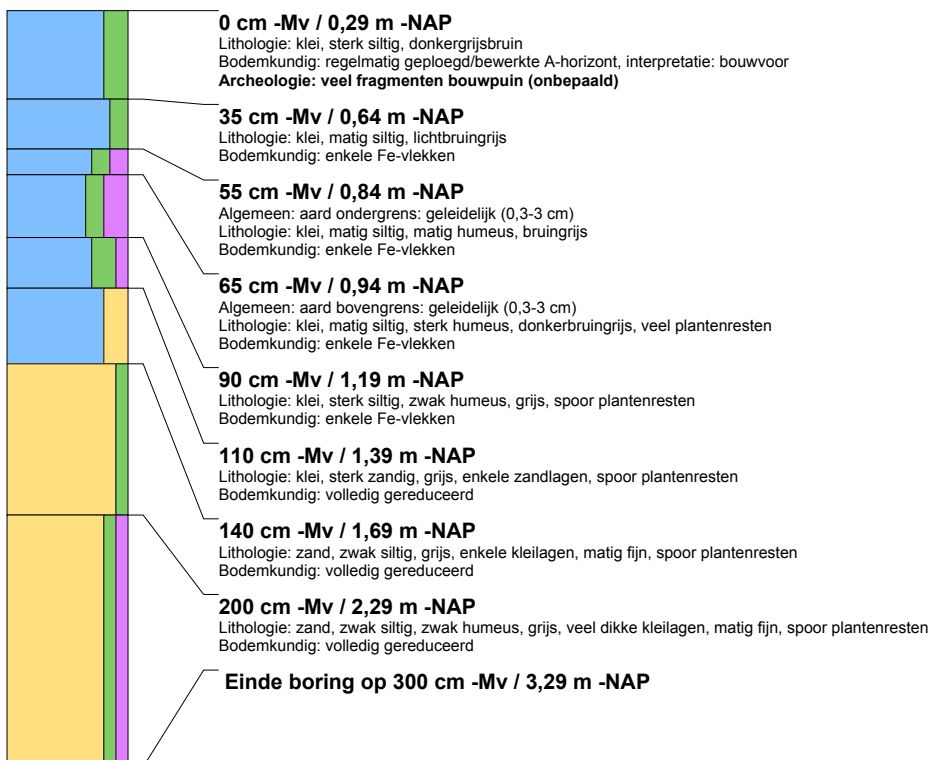 0 cm -Mv / 0,29 m -NAP
Lithologie: klei, sterk siltig, donkergrijsbruin
Bodemkundig: regelmatig geploegd/bewerkte A-horizont, interpretatie: bouwvoor
Archeologie: veel fragmenten bouwpuin (onbepaald)
35 cm -Mv / 0,64 m -NAP
Lithologie: klei, matig siltig, lichtbruingrijs
Bodemkundig: enkele Fe-vlekken
55 cm -Mv / 0,84 m -NAP
Algemeen: aard ondergrens: geleidelijk (0,3-3 cm)
Lithologie: klei, matig siltig, matig humeus, bruingrijs
Bodemkundig: enkele Fe-vlekken
65 cm -Mv / 0,94 m -NAP
Algemeen: aard bovengrens: geleidelijk (0,3-3 cm)
Lithologie: klei, matig siltig, sterk humeus, donkerbruingrijs, veel plantenresten
Bodemkundig: enkele Fe-vlekken
90 cm -Mv / 1,19 m -NAP
Lithologie: klei, sterk siltig, zwak humeus, grijs, spoor plantenresten
Bodemkundig: enkele Fe-vlekken
110 cm -Mv / 1,39 m -NAP
Lithologie: klei, sterk zandig, grijs, enkele zandlagen, spoor plantenresten
Bodemkundig: volledig gereduceerd
140 cm -Mv / 1,69 m -NAP
Lithologie: zand, zwak siltig, grijs, enkele kleilagen, matig fijn, spoor plantenresten
Bodemkundig: volledig gereduceerd
200 cm -Mv / 2,29 m -NAP
Lithologie: zand, zwak siltig, zwak humeus, grijs, veel dikke kleilagen, matig fijn, spoor plantenresten
Bodemkundig: volledig gereduceerd
Einde boring op 300 cm -Mv / 3,29 m -NAP